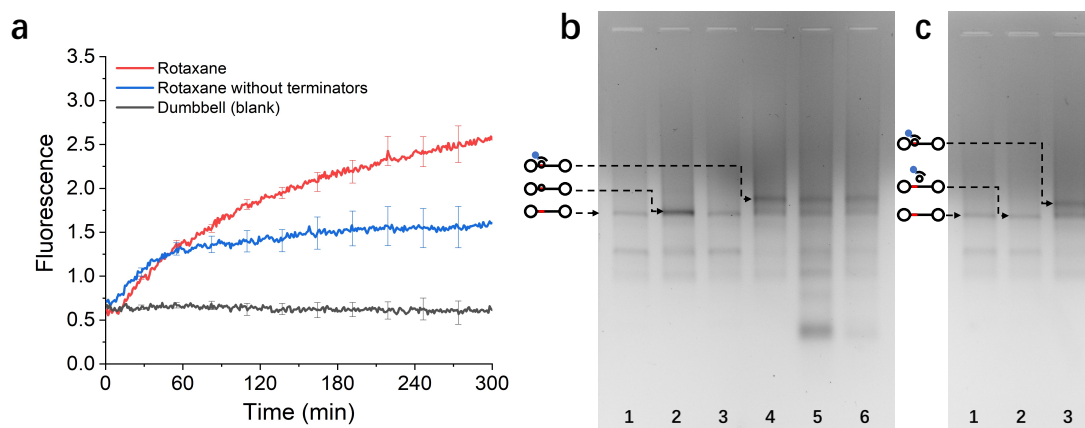 a
3.5
3.0
2.5
2.0
1.5
1.0
0.5
0.0
Fluorescence
Rotaxane
Rotaxane without terminators
Dumbbell (blank)
0 60 120 180 240 300
Time (min)
b
1 2 3 4 5 6
c
1 2 3